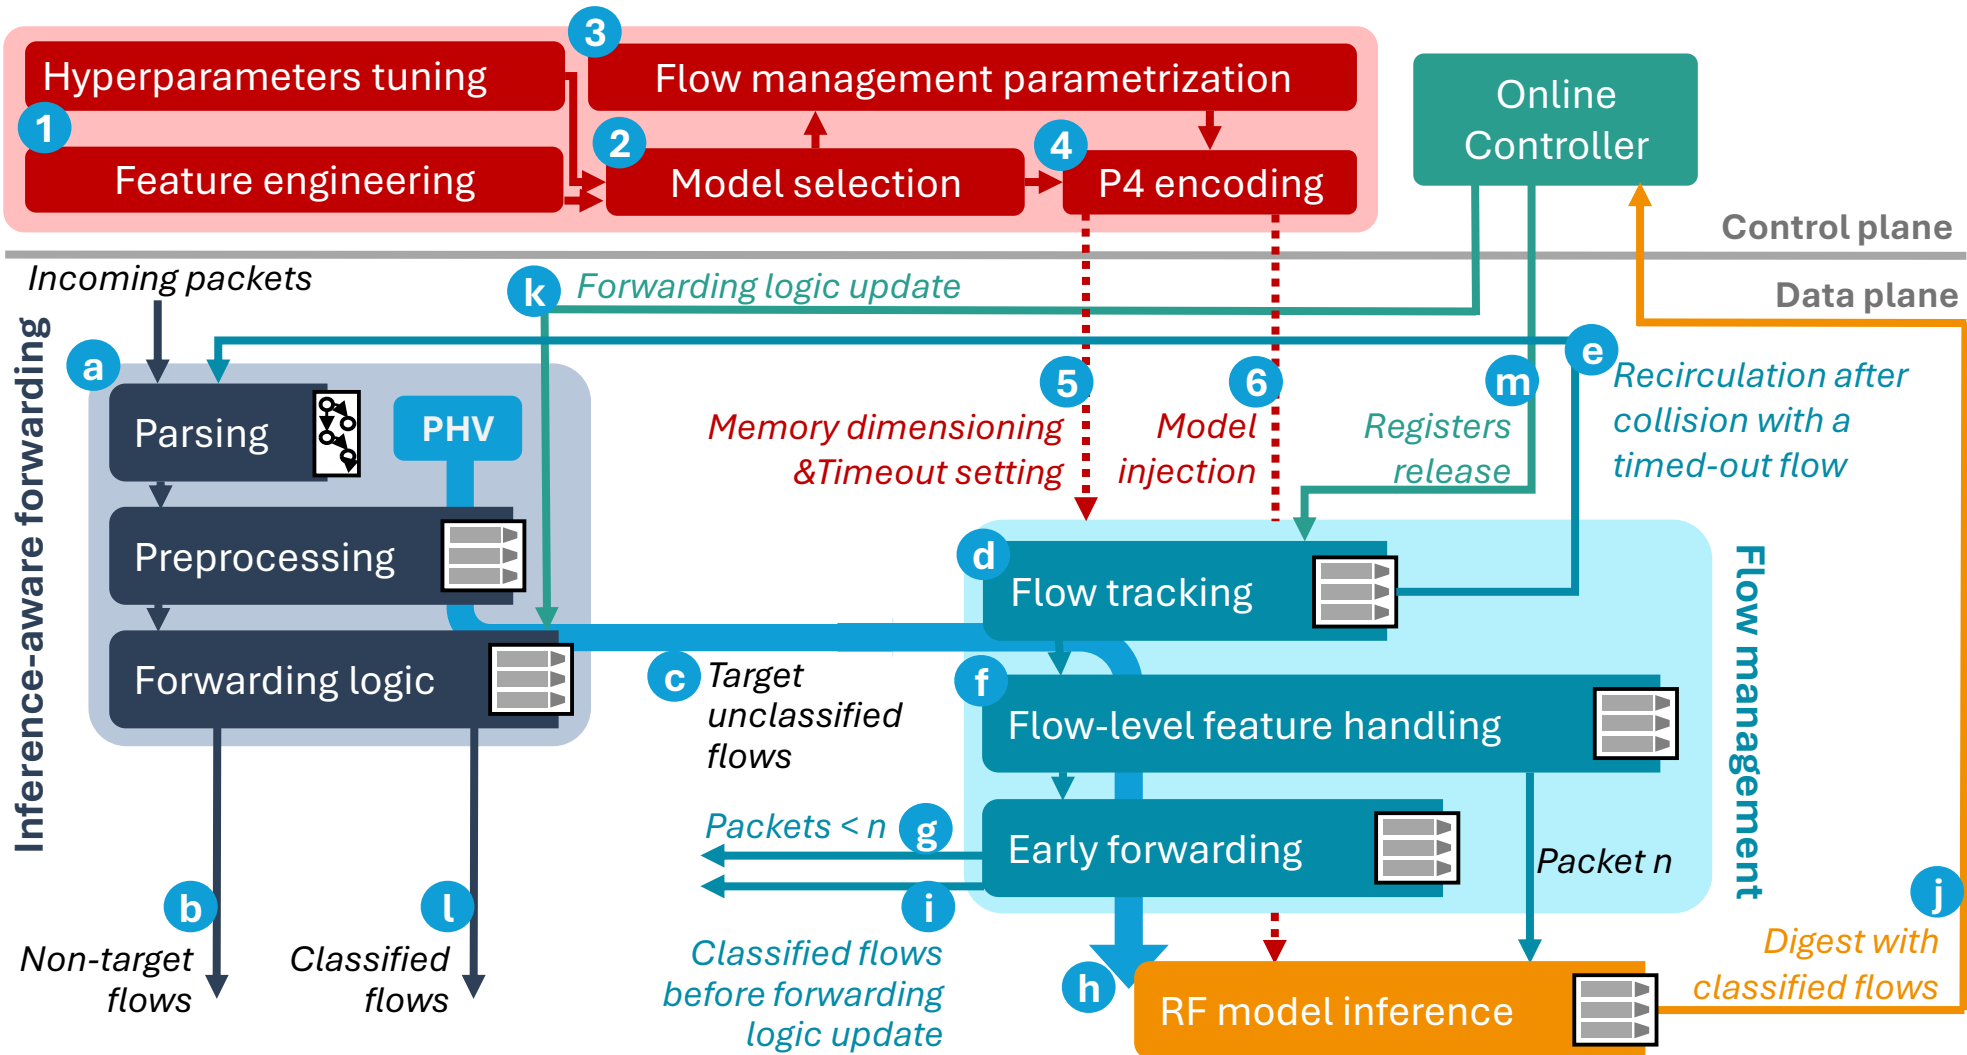 3
Hyperparameters tuning
Flow management parametrization
1
2
4
Feature engineering
Model selection
P4 encoding
Online
Controller
Control plane
Data plane
Incoming packets
k
Forwarding logic update
Inference-aware forwarding
a
Parsing
PHV
Preprocessing
Forwarding logic
5
Memory dimensioning
&Timeout setting
6
Model
injection
m
Registers
release
e
Recirculation after
collision with a
timed-out flow
d
Flow tracking
c
Target
unclassified
flows
f
Flow-level feature handling
Flow management
Packets < n
g
Early forwarding
Packet n
i
Classified flows
before forwarding
logic update
b
Non-target
flows
l
Classified
flows
h
RF model inference
j
Digest with
classified flows